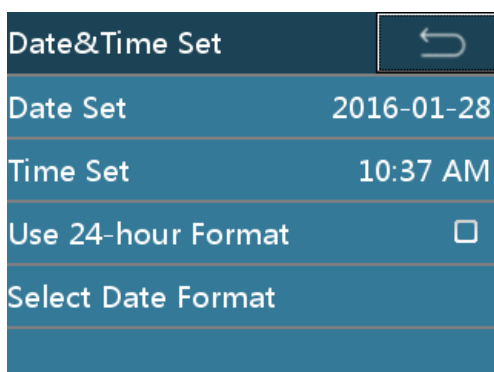 Date&Time Set
Date Set 2016-01-28
Time Set 10:37 AM
Use 24-hour Format
Select Date Format